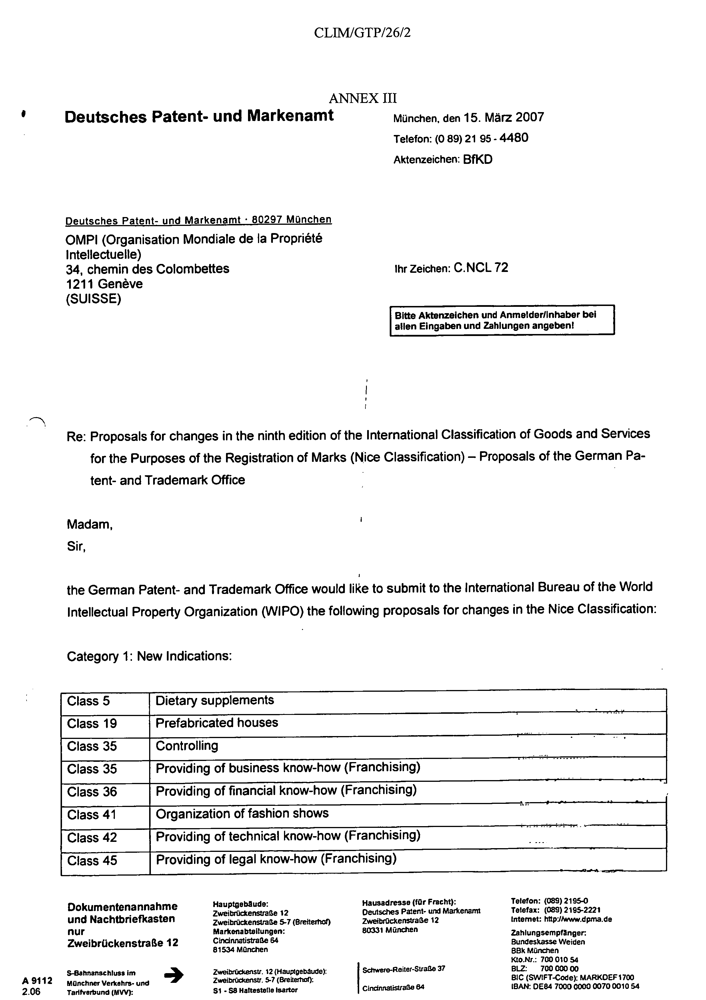 CLIM/GTP/26/2
ANNEX III
Deutsches Patent- und Markenamt
München, den 15. März 2007
Telefon: (0 89) 21 95 - 4480
Aktenzeichen: BfKD
Deutsches Patent- und Markenamt · 80297 München
OMPI (Organisation Mondiale de la Propriété
Intellectuelle)
34, chemin des Colombettes
1211 Genève
(SUISSE)
Ihr Zeichen: C.NCL 72
Bitte Aktenzeichen und Anmelder/Inhaber bei
allen Eingaben und Zahlungen angeben!
Re: Proposals for changes in the ninth edition of the International Classification of Goods and Services
for the Purposes of the Registration of Marks (Nice Classification) – Proposals of the German Pa-
tent- and Trademark Office
Madam,
Sir,
the German Patent- and Trademark Office would like to submit to the International Bureau of the World
Intellectual Property Organization (WIPO) the following proposals for changes in the Nice Classification:
Category 1: New Indications:
Class 5 Dietary supplements
Class 19 Prefabricated houses
Class 35 Controlling
Class 35 Providing of business know-how (Franchising)
Class 36 Providing of financial know-how (Franchising)
Class 41 Organization of fashion shows
Class 42 Providing of technical know-how (Franchising)
Class 45 Providing of legal know-how (Franchising)
Dokumentenannahme
und Nachtbriefkasten
nur
Zweibrückenstraße 12
Hauptgebäude:
Zweibrückenstraße 12
Zweibrückenstraße 5-7 (Breiterhof)
Markenabteilungen:
Cincinnatistraße 64
81534 München
Hausadresse (für Fracht):
Deutsches Patent- und Markenamt
Zweibrückenstraße 12
80331 München
Telefon: (089) 2195-0
Telefax: (089) 2195-2221
Internet: http://www.dpma.de
Zahlungsempfänger:
Bundeskasse Weiden
BBk München
Kto.Nr.: 700 010 54
BLZ: 700 000 00
BIC (SWIFT-Code): MARKDEF1700
IBAN: DE84 7000 0000 0070 0010 54
A 9112
2.06
S-Bahnanschluss im
Münchner Verkehrs- und
Tarifverbund (MVV):
Zweibrückenstr. 12 (Hauptgebäude):
Zweibrückenstr. 5-7 (Breiterhof):
S1 - S8 Haltestelle Isartor
Schwere-Reiter-Straße 37
Cincinnatistraße 64